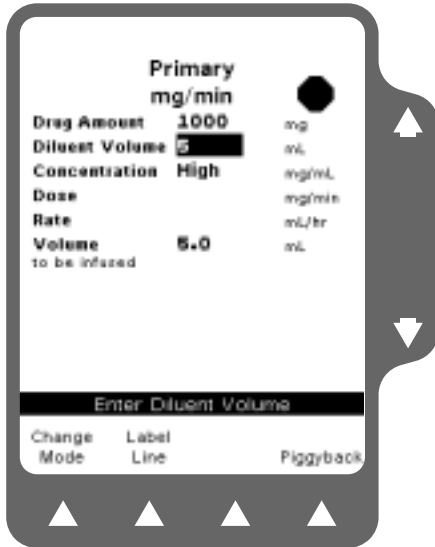 Primary
mg/min
Drug Amount 1000 mg
Diluent Volume 5 mL
Concentration High mg/mL
Dose mg/min
Rate mL/hr
Volume 5.0 mL
to be infused
Enter Diluent Volume
Change Label
Mode Line Piggyback